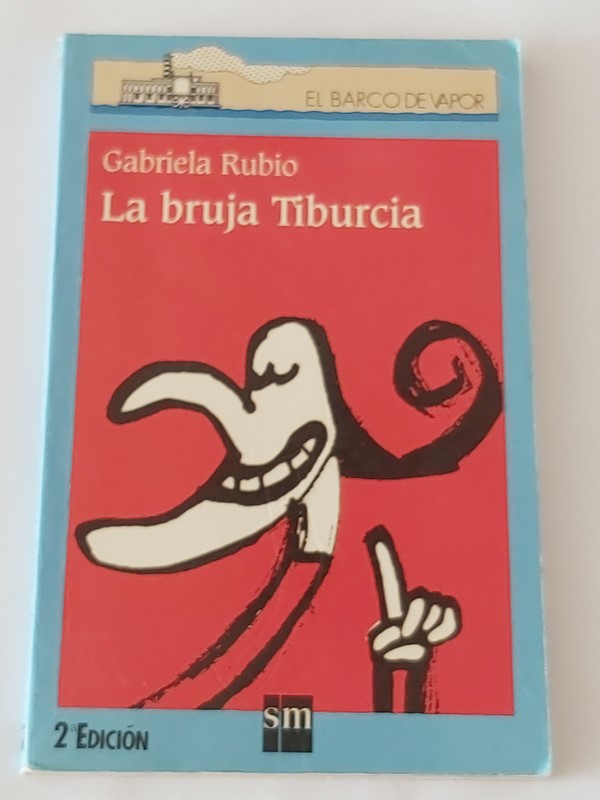 EL BARCO DE VAPOR
Gabriela Rubio
La bruja Tiburcia
sm
2ª EDICIÓN